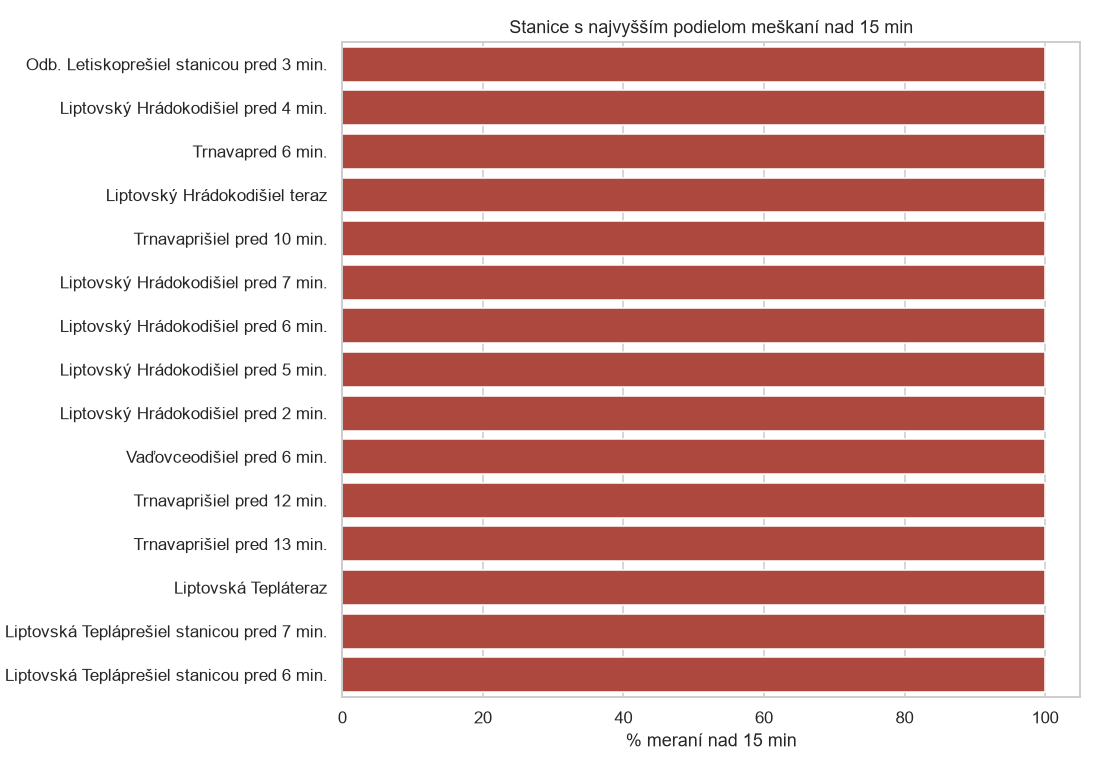 Stanice s najvyšším podielom meškaní nad 15 min
Odb. Letiskoprešiel stanicou pred 3 min.
Liptovský Hrádokodišiel pred 4 min.
Trnavapred 6 min.
Liptovský Hrádokodišiel teraz
Trnavaprišiel pred 10 min.
Liptovský Hrádokodišiel pred 7 min.
Liptovský Hrádokodišiel pred 6 min.
Liptovský Hrádokodišiel pred 5 min.
Liptovský Hrádokodišiel pred 2 min.
Vaďovceodišiel pred 6 min.
Trnavaprišiel pred 12 min.
Trnavaprišiel pred 13 min.
Liptovská Tepláteraz
Liptovská Tepláprešiel stanicou pred 7 min.
Liptovská Tepláprešiel stanicou pred 6 min.
0 20 40 60 80 100
% meraní nad 15 min